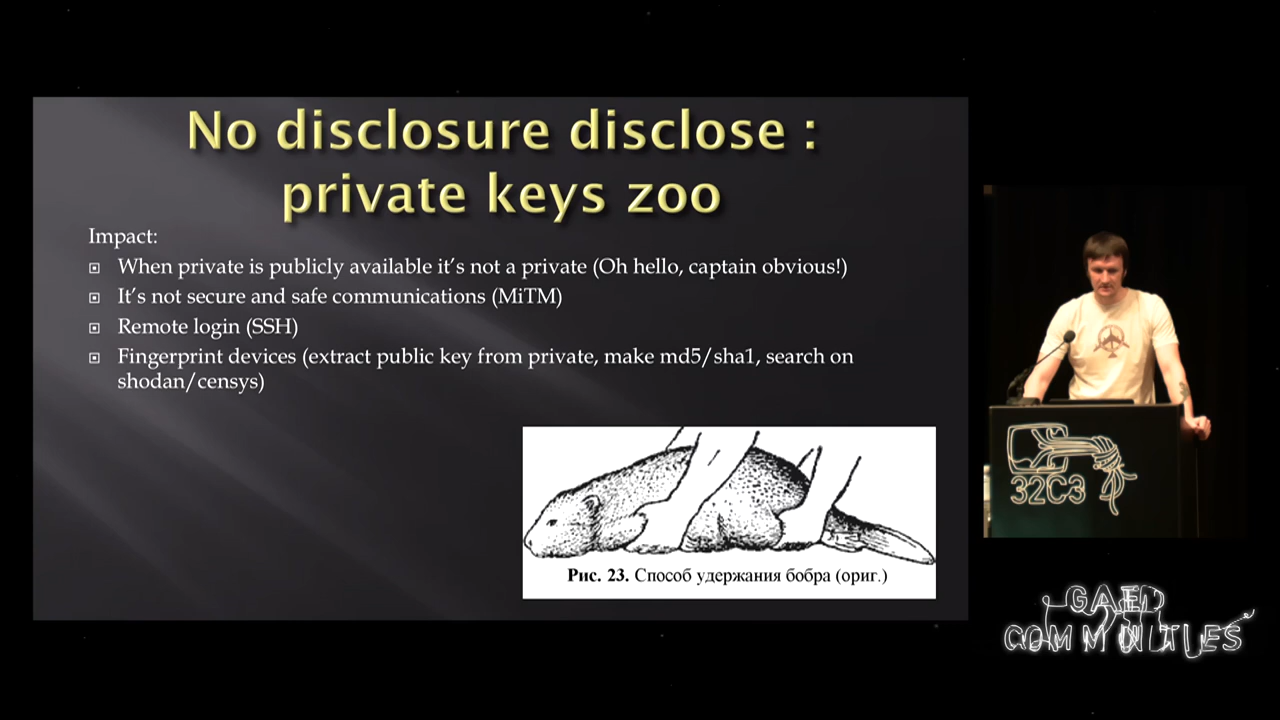 No disclosure disclose :
private keys zoo
Impact:
When private is publicly available it’s not a private (Oh hello, captain obvious!)
It’s not secure and safe communications (MiTM)
Remote login (SSH)
Fingerprint devices (extract public key from private, make md5/sha1, search on
shodan/censys)
Рис. 23. Способ удержания бобра (ориг.)
32C3
GATED
COMMUNITIES